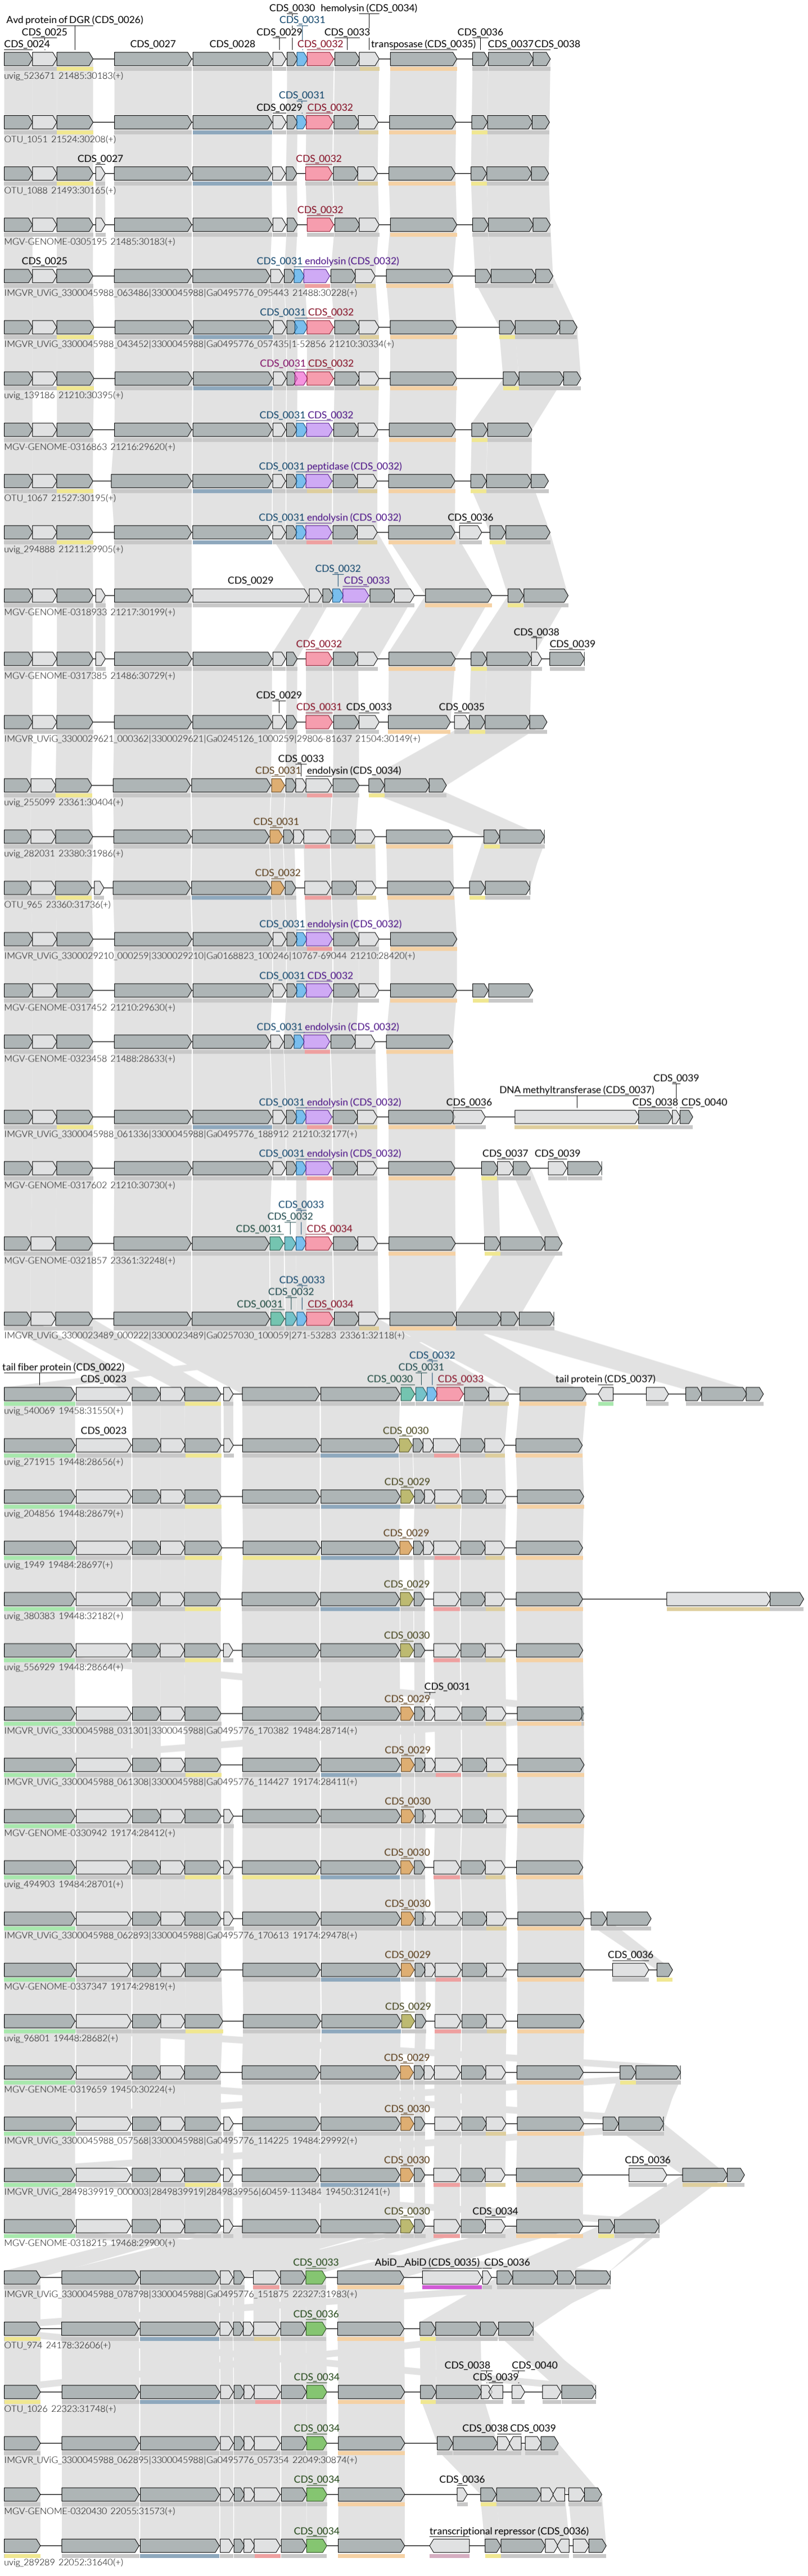 CDS_0030 hemolysin (CDS_0034)
Avd protein of DGR (CDS_0026) CDS_0031
CDS_0025 CDS_0029 CDS_0033 CDS_0036
CDS_0024 CDS_0027 CDS_0028 CDS_0032 transposase (CDS_0035) CDS_0037 CDS_0038
uvig_523671 21485:30183(+)
CDS_0031
CDS_0029 CDS_0032
OTU_1051 21524:30208(+)
CDS_0027 CDS_0032
OTU_1088 21493:30165(+)
CDS_0032
MGV-GENOME-0305195 21485:30183(+)
CDS_0025 CDS_0031 endolysin (CDS_0032)
IMGVR_UViG_3300045988_063486|3300045988|Ga0495776_095443 21488:30228(+)
CDS_0031 CDS_0032
IMGVR_UViG_3300045988_043452|3300045988|Ga0495776_057435|1-52856 21210:30334(+)
CDS_0031 CDS_0032
uvig_139186 21210:30395(+)
CDS_0031 CDS_0032
MGV-GENOME-0316863 21216:29620(+)
CDS_0031 peptidase (CDS_0032)
OTU_1067 21527:30195(+)
CDS_0031 endolysin (CDS_0032) CDS_0036
uvig_294888 21211:29905(+)
CDS_0032
CDS_0029 CDS_0033
MGV-GENOME-0318933 21217:30199(+)
CDS_0038
CDS_0032 CDS_0039
MGV-GENOME-0317385 21486:30729(+)
CDS_0029
CDS_0031 CDS_0033 CDS_0035
IMGVR_UViG_3300029621_000362|3300029621|Ga0245126_1000259|29806-81637 21504:30149(+)
CDS_0033
CDS_0031 endolysin (CDS_0034)
uvig_255099 23361:30404(+)
CDS_0031
uvig_282031 23380:31986(+)
CDS_0032
OTU_965 23360:31736(+)
CDS_0031 endolysin (CDS_0032)
IMGVR_UViG_3300029210_000259|3300029210|Ga0168823_100246|10767-69044 21210:28420(+)
CDS_0031 CDS_0032
MGV-GENOME-0317452 21210:29630(+)
CDS_0031 endolysin (CDS_0032)
MGV-GENOME-0323458 21488:28633(+)
CDS_0039
DNA methyltransferase (CDS_0037)
CDS_0031 endolysin (CDS_0032) CDS_0036 CDS_0038 CDS_0040
IMGVR_UViG_3300045988_061336|3300045988|Ga0495776_188912 21210:32177(+)
CDS_0031 endolysin (CDS_0032) CDS_0037 CDS_0039
MGV-GENOME-0317602 21210:30730(+)
CDS_0033
CDS_0032
CDS_0031 CDS_0034
MGV-GENOME-0321857 23361:32248(+)
CDS_0033
CDS_0032
CDS_0031 CDS_0034
IMGVR_UViG_3300023489_000222|3300023489|Ga0257030_100059|271-53283 23361:32118(+)
CDS_0032
tail fiber protein (CDS_0022) CDS_0031
CDS_0023 CDS_0030 CDS_0033 tail protein (CDS_0037)
uvig_540069 19458:31550(+)
CDS_0023 CDS_0030
uvig_271915 19448:28656(+)
CDS_0029
uvig_204856 19448:28679(+)
CDS_0029
uvig_1949 19484:28697(+)
CDS_0029
uvig_380383 19448:32182(+)
CDS_0030
uvig_556929 19448:28664(+)
CDS_0031
CDS_0029
IMGVR_UViG_3300045988_031301|3300045988|Ga0495776_170382 19484:28714(+)
CDS_0029
IMGVR_UViG_3300045988_061308|3300045988|Ga0495776_114427 19174:28411(+)
CDS_0030
MGV-GENOME-0330942 19174:28412(+)
CDS_0030
uvig_494903 19484:28701(+)
CDS_0030
IMGVR_UViG_3300045988_062893|3300045988|Ga0495776_170613 19174:29478(+)
CDS_0029 CDS_0036
MGV-GENOME-0337347 19174:29819(+)
CDS_0029
uvig_96801 19448:28682(+)
CDS_0029
MGV-GENOME-0319659 19450:30224(+)
CDS_0030
IMGVR_UViG_3300045988_057568|3300045988|Ga0495776_114225 19484:29992(+)
CDS_0030 CDS_0036
IMGVR_UViG_2849839919_000003|2849839919|2849839956|60459-113484 19450:31241(+)
CDS_0030 CDS_0034
MGV-GENOME-0318215 19468:29900(+)
CDS_0033 AbiD__AbiD (CDS_0035) CDS_0036
IMGVR_UViG_3300045988_078798|3300045988|Ga0495776_151875 22327:31983(+)
CDS_0036
OTU_974 24178:32606(+)
CDS_0038 CDS_0040
CDS_0034 CDS_0039
OTU_1026 22323:31748(+)
CDS_0034 CDS_0038 CDS_0039
IMGVR_UViG_3300045988_062895|3300045988|Ga0495776_057354 22049:30874(+)
CDS_0034 CDS_0036
MGV-GENOME-0320430 22055:31573(+)
CDS_0034 transcriptional repressor (CDS_0036)
uvig_289289 22052:31640(+)